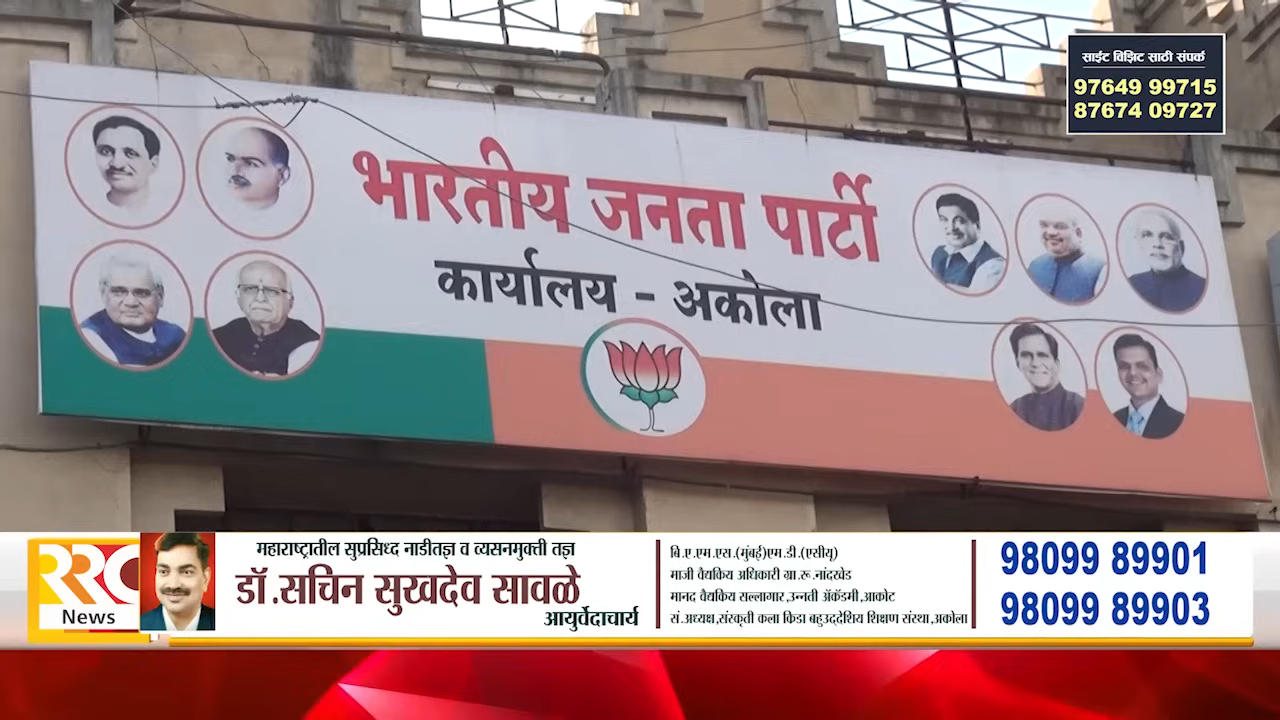 साईट विझिट साठी संपर्क
97649 99715
87674 09727
भारतीय जनता पार्टी
कार्यालय - अकोला
RRC
News
महाराष्ट्रातील सुप्रसिध्द नाडीतज्ञ व व्यसनमुक्ती तज्ञ
डॉ.सचिन सुखदेव सावळे
आयुर्वेदाचार्य
बि.ए.एम.एस.(मुंबई)एम.डी.(एसीयू)
माजी वैद्यकिय अधिकारी ग्रा.रू.नांदखेड
मानद वैद्यकिय सल्लागार,उन्नती ॲकॅडमी,आकोट
सं.अध्यक्ष,संस्कृती कला किडा बहुउद्देशिय शिक्षण संस्था,अकोला
98099 89901
98099 89903